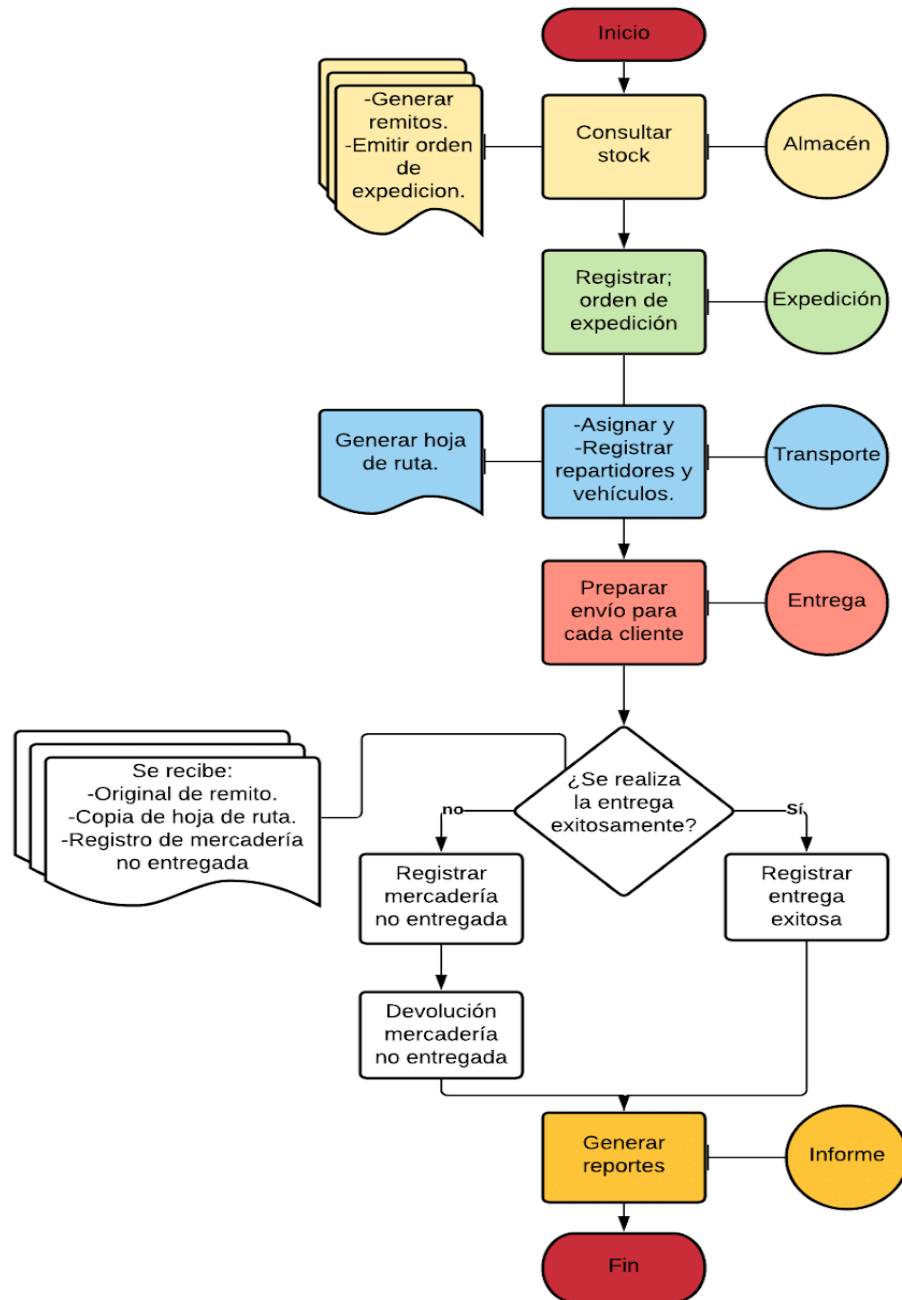 Inicio
-Generar
remitos.
-Emitir orden
de
expedicion.
Consultar
stock
Almacén
Registrar;
orden de
expedición
Expedición
Generar hoja
de ruta.
-Asignar y
-Registrar
repartidores y
vehículos.
Transporte
Preparar
envío para
cada cliente
Entrega
Se recibe:
-Original de remito.
-Copia de hoja de ruta.
-Registro de mercadería
no entregada
¿Se realiza
la entrega
exitosamente?
no
Sí
Registrar
mercadería
no entregada
Registrar
entrega
exitosa
Devolución
mercadería
no entregada
Generar
reportes
Informe
Fin